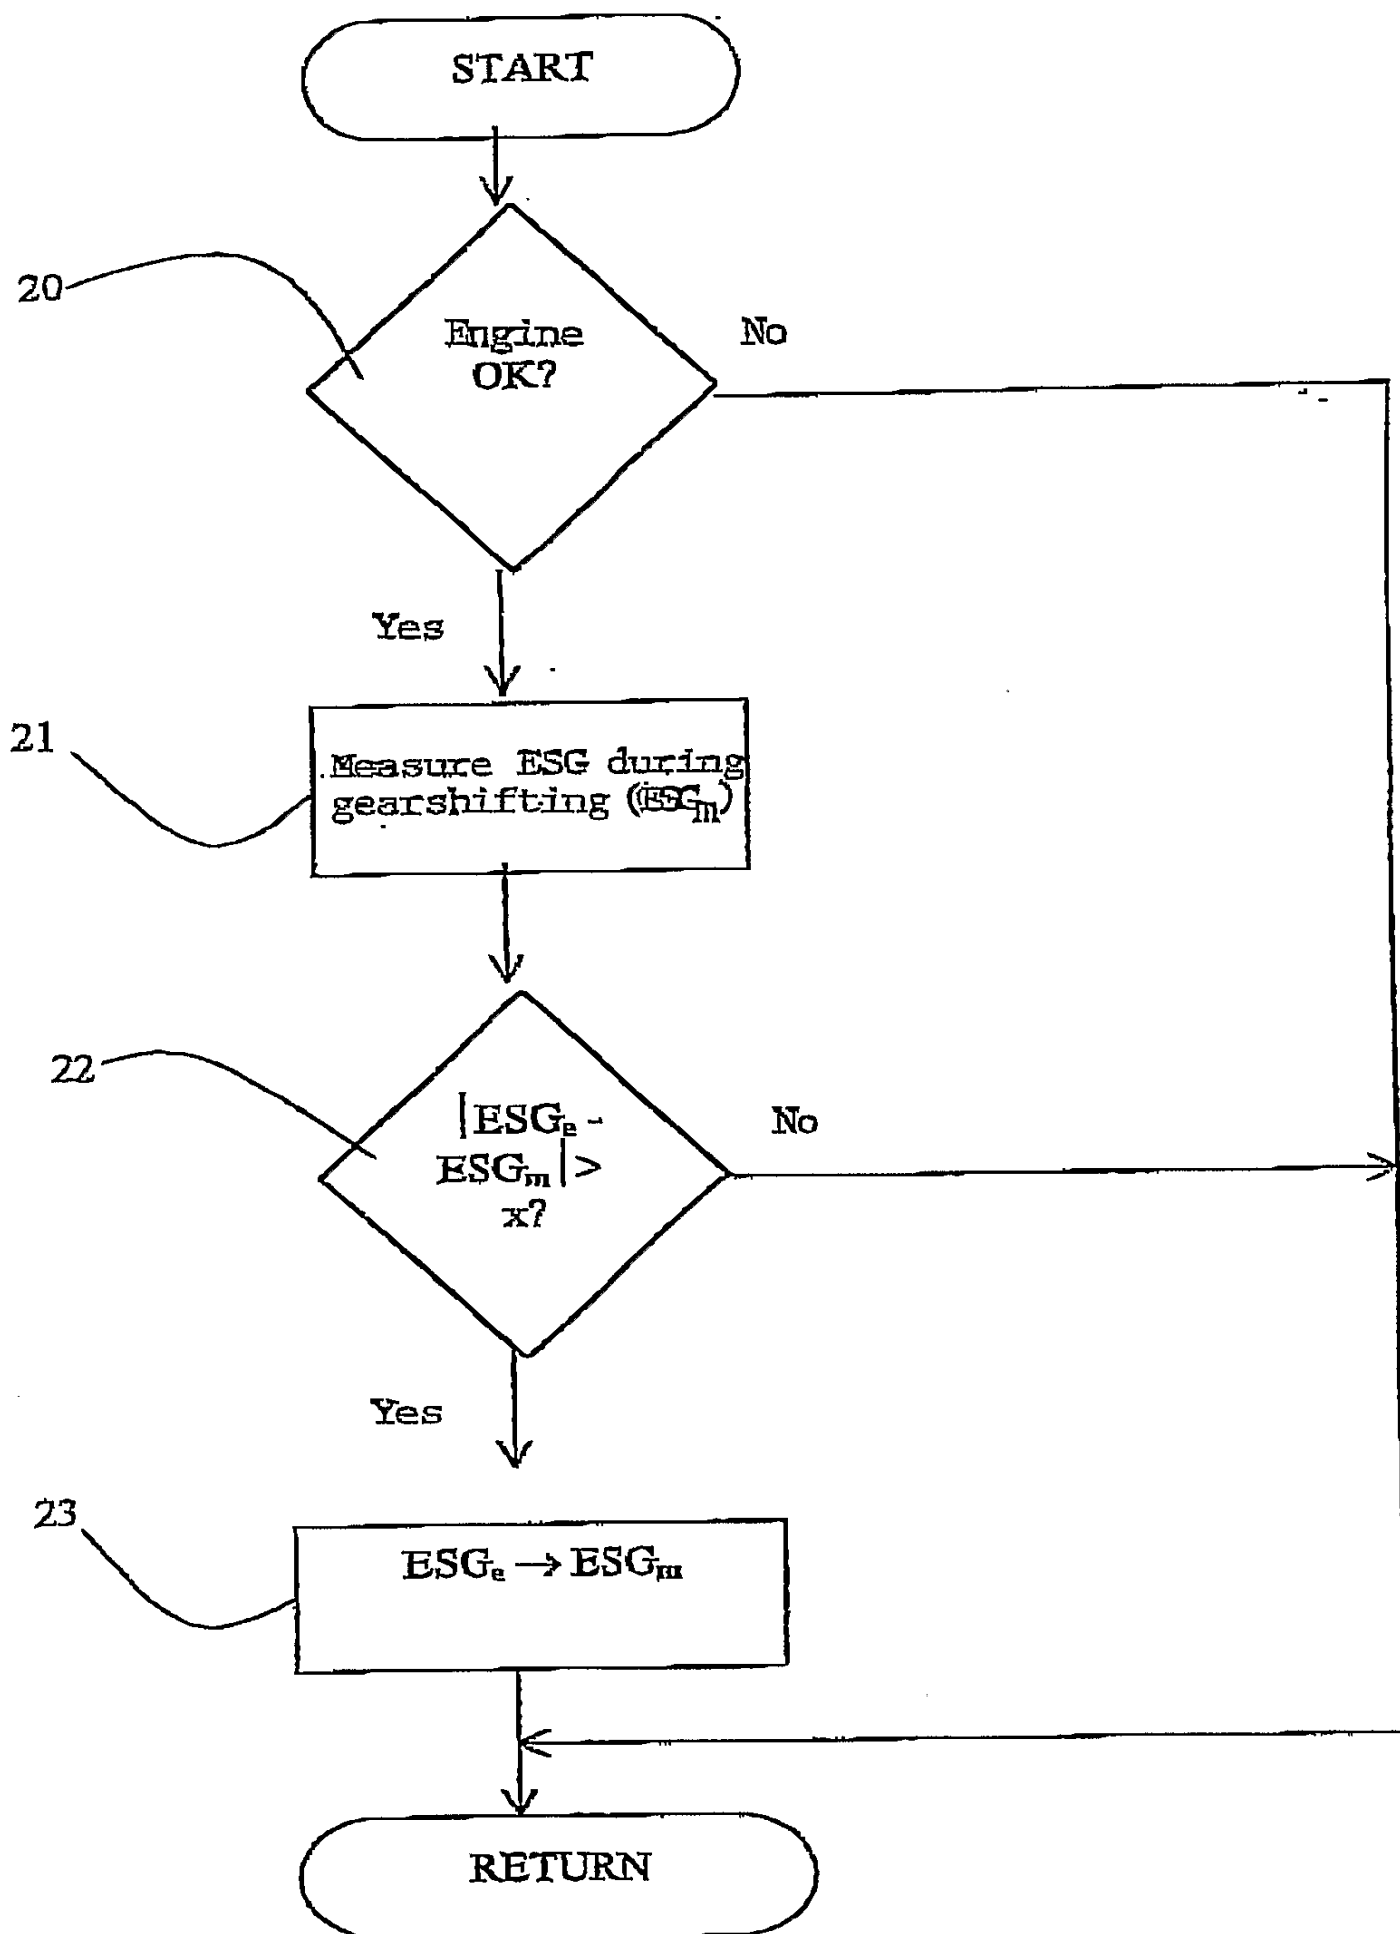 START
20
Engine
OK?
No
Yes
21
Measure ESG during
gearshifting (ESGm)
22
|ESGe -
ESGm| >
x?
No
Yes
23
ESGe → ESGm
RETURN